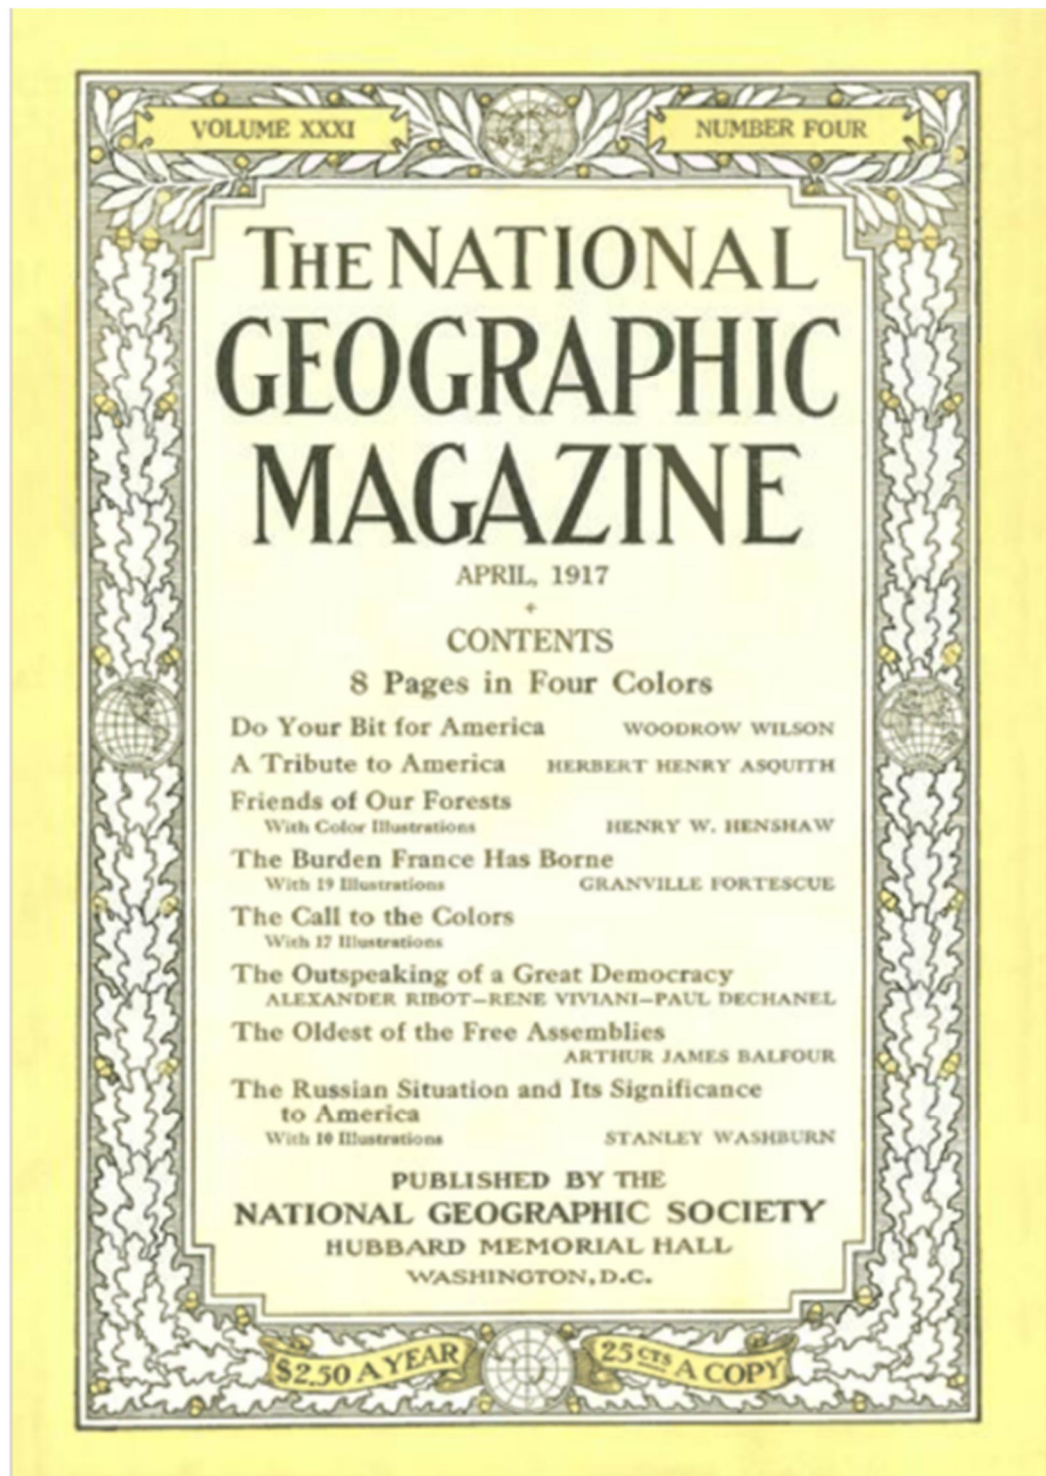 VOLUME XXXI
NUMBER FOUR
THE NATIONAL
GEOGRAPHIC
MAGAZINE
APRIL, 1917
CONTENTS
8 Pages in Four Colors
Do Your Bit for America WOODROW WILSON
A Tribute to America HERBERT HENRY ASQUITH
Friends of Our Forests
With Color Illustrations HENRY W. HENSHAW
The Burden France Has Borne
With 19 Illustrations GRANVILLE FORTESCUE
The Call to the Colors
With 17 Illustrations
The Outspeaking of a Great Democracy
ALEXANDER RIBOT—RENE VIVIANI—PAUL DECHANEL
The Oldest of the Free Assemblies
ARTHUR JAMES BALFOUR
The Russian Situation and Its Significance
to America
With 10 Illustrations STANLEY WASHBURN
PUBLISHED BY THE
NATIONAL GEOGRAPHIC SOCIETY
HUBBARD MEMORIAL HALL
WASHINGTON, D.C.
$2.50 A YEAR
25 CTS A COPY